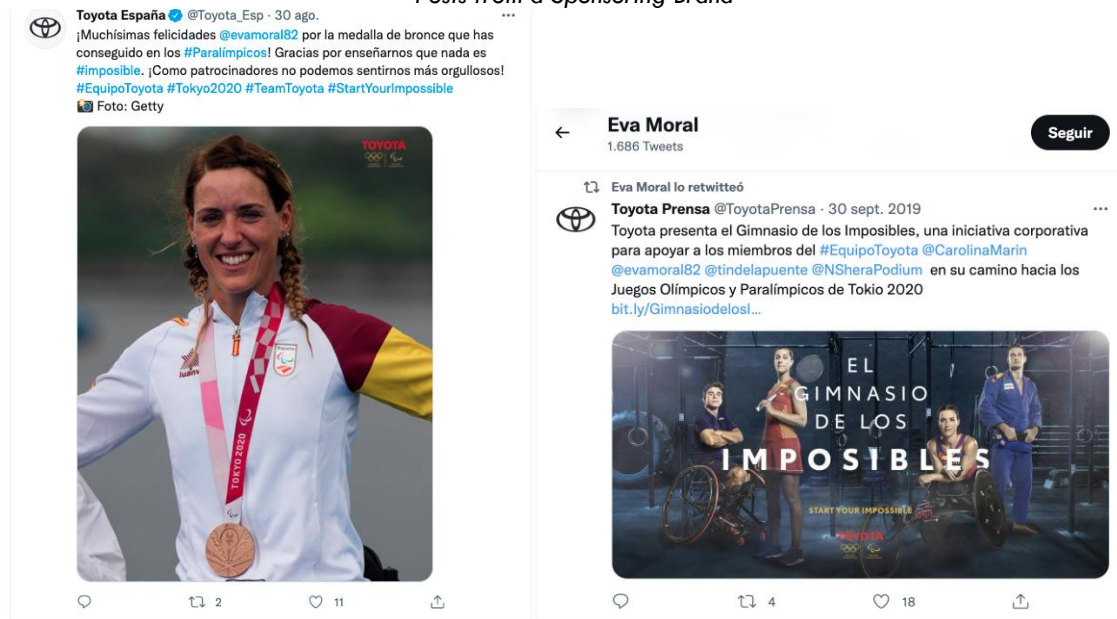 Posts from a Sponsoring Brand
Toyota España @Toyota_Esp · 30 ago.
¡Muchísimas felicidades @evamoral82 por la medalla de bronce que has
conseguido en los #Paralímpicos! Gracias por enseñarnos que nada es
#imposible. ¡Como patrocinadores no podemos sentirnos más orgullosos!
#EquipoToyota #Tokyo2020 #TeamToyota #StartYourImpossible
Foto: Getty
TOYOTA
España
TOKYO 2020
2
11
Eva Moral
1.686 Tweets
Seguir
Eva Moral lo retwitteó
Toyota Prensa @ToyotaPrensa · 30 sept. 2019
Toyota presenta el Gimnasio de los Imposibles, una iniciativa corporativa
para apoyar a los miembros del #EquipoToyota @CarolinaMarin
@evamoral82 @tindelapuente @NSheraPodium en su camino hacia los
Juegos Olímpicos y Paralímpicos de Tokio 2020
bit.ly/Gimnasiodelosl...
EL
GIMNASIO
DE LOS
IMPOSIBLES
START YOUR IMPOSSIBLE
TOYOTA
4
18